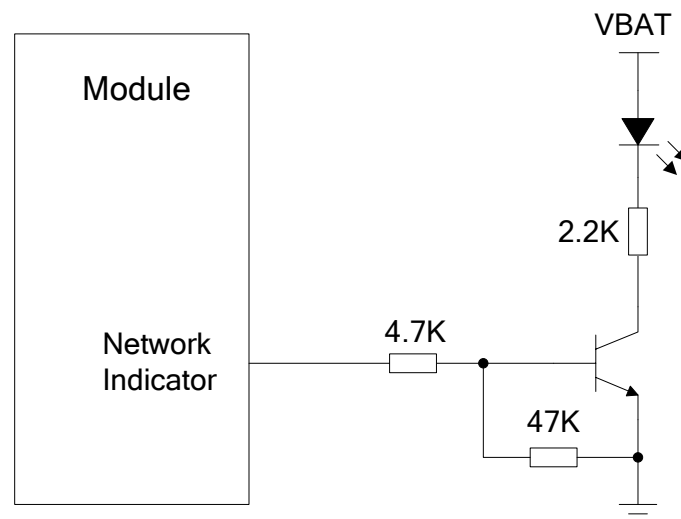 VBAT
Module
2.2K
4.7K
Network
Indicator
47K